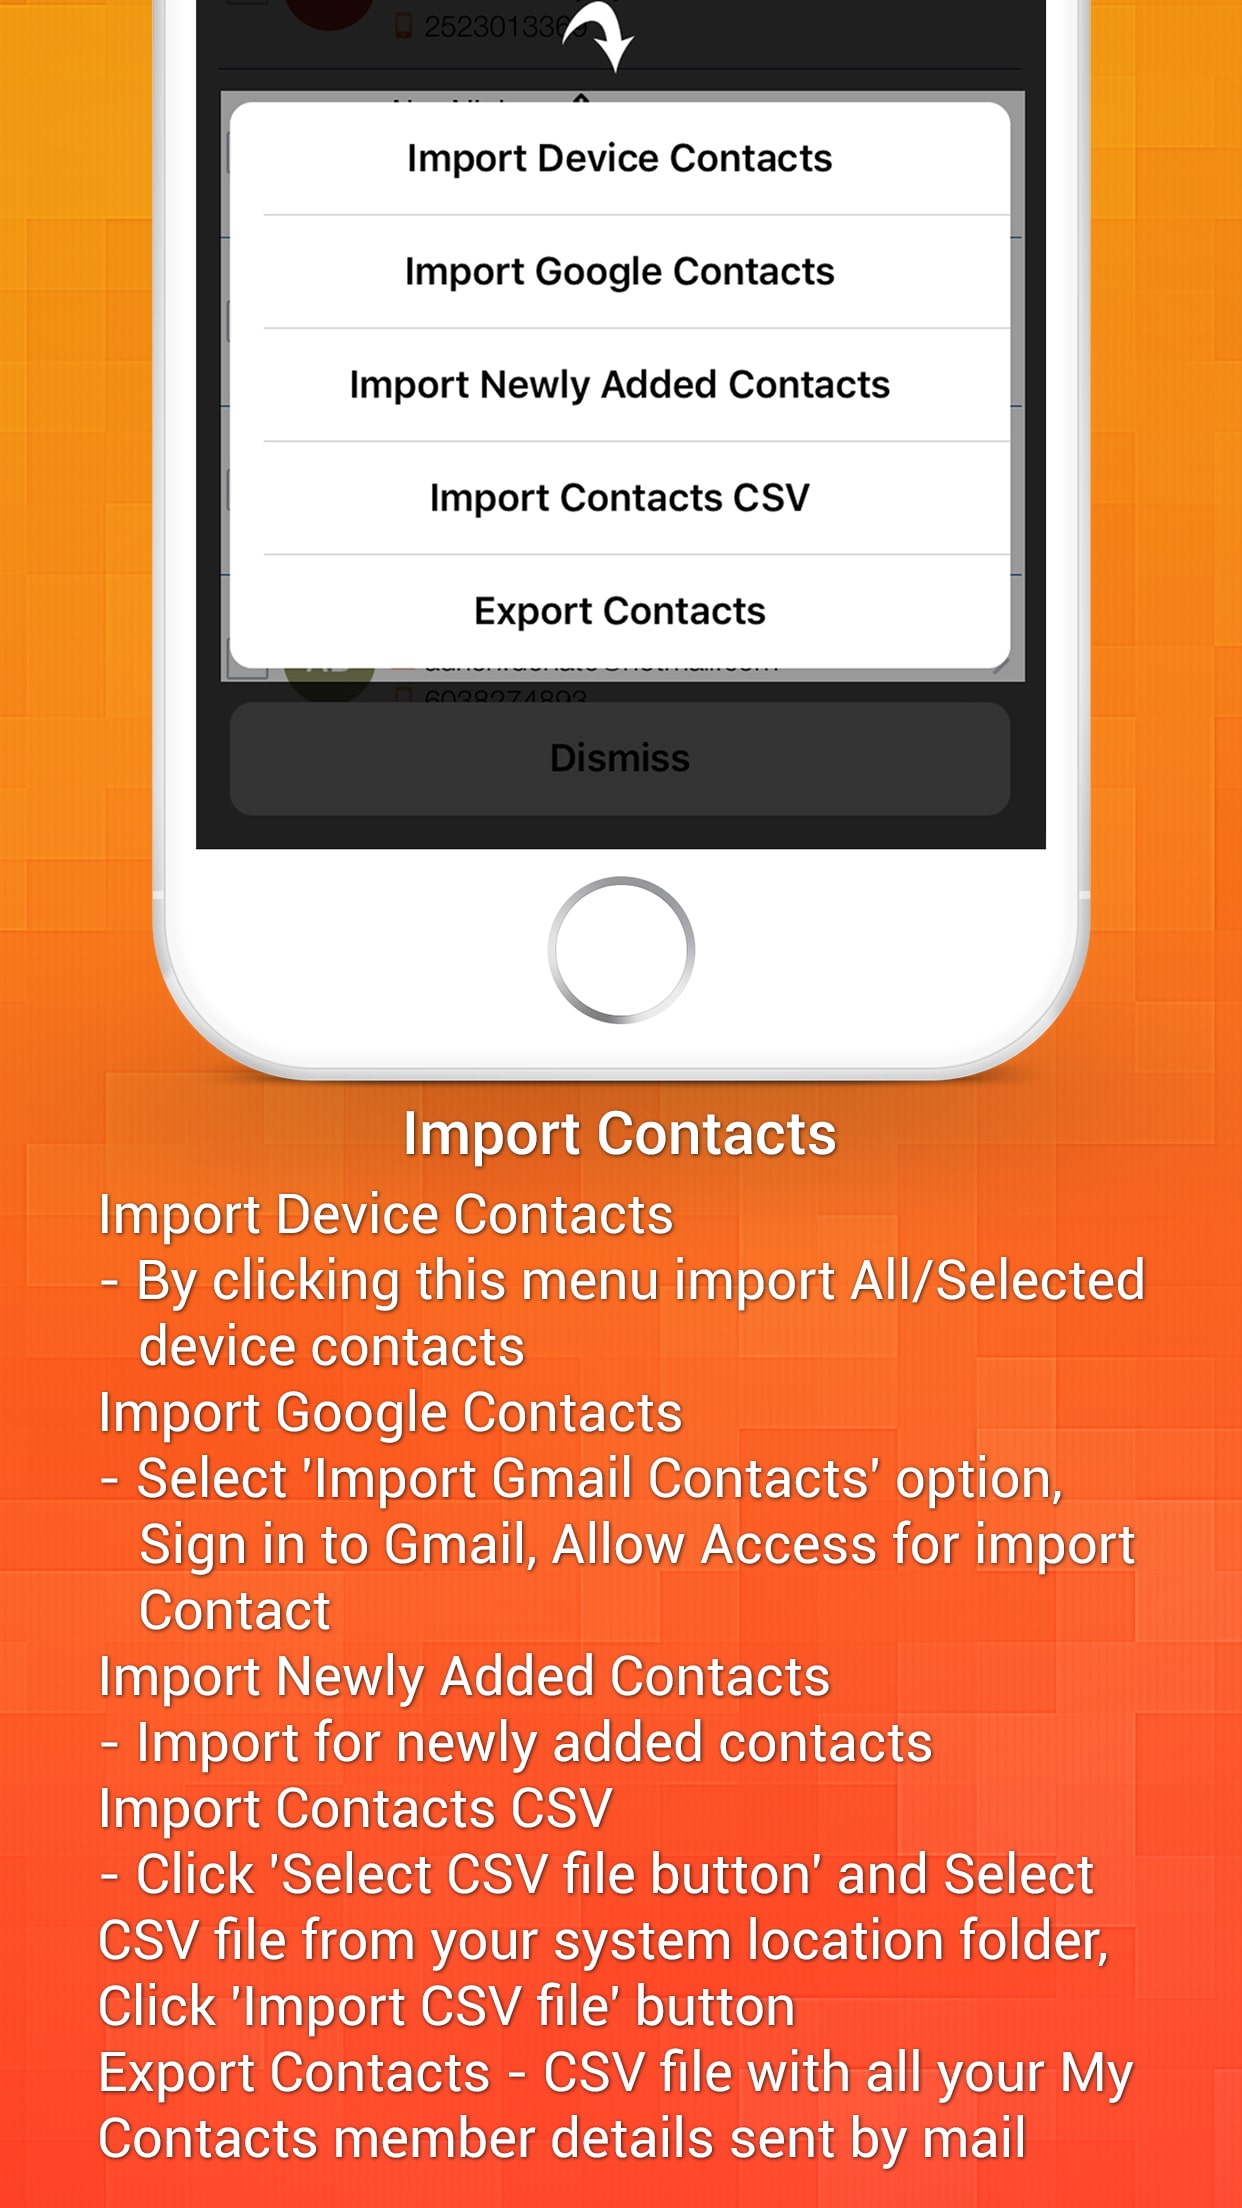 Import Device Contacts
Import Google Contacts
Import Newly Added Contacts
Import Contacts CSV
Export Contacts
6038274893
Dismiss
Import Contacts
Import Device Contacts
- By clicking this menu import All/Selected
device contacts
Import Google Contacts
- Select 'Import Gmail Contacts' option,
Sign in to Gmail, Allow Access for import
Contact
Import Newly Added Contacts
- Import for newly added contacts
Import Contacts CSV
- Click 'Select CSV file button' and Select
CSV file from your system location folder,
Click 'Import CSV file' button
Export Contacts - CSV file with all your My
Contacts member details sent by mail